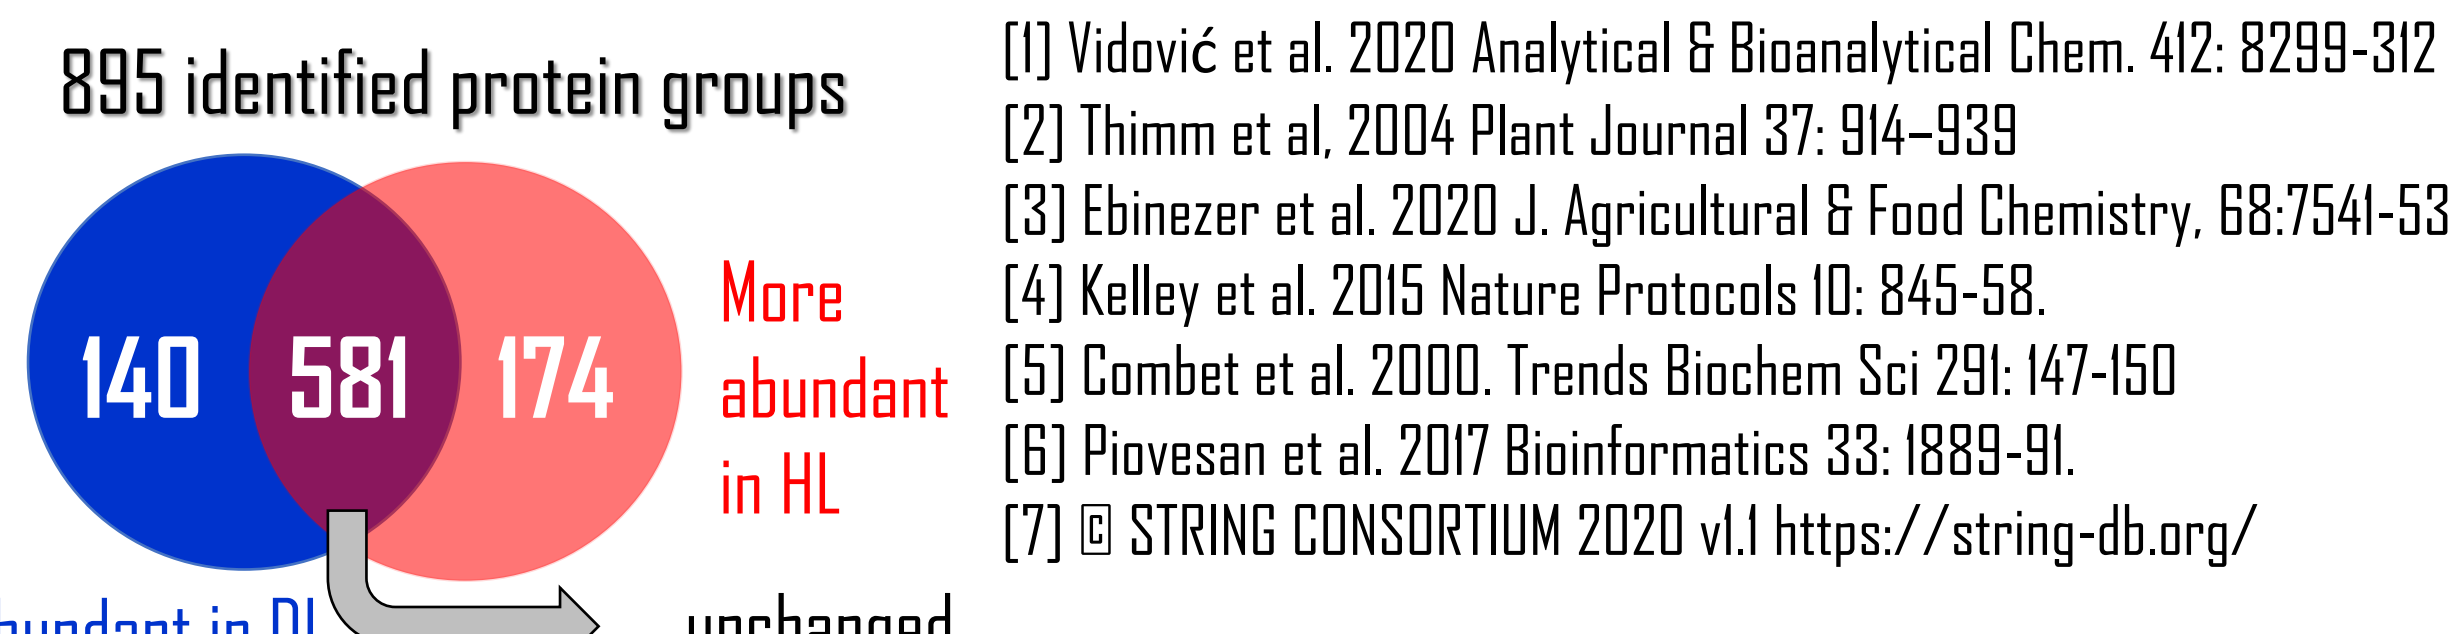 895 identified protein groups
140 581 174
More
abundant
in HL
abundant in DL
unchanged
[1] Vidović et al. 2020 Analytical & Bioanalytical Chem. 412: 8299-312
[2] Thimm et al, 2004 Plant Journal 37: 914–939
[3] Ebinezer et al. 2020 J. Agricultural & Food Chemistry, 68:7541-53
[4] Kelley et al. 2015 Nature Protocols 10: 845-58.
[5] Combet et al. 2000. Trends Biochem Sci 291: 147-150
[6] Piovesan et al. 2017 Bioinformatics 33: 1889-91.
[7] © STRING CONSORTIUM 2020 v1.1 https://string-db.org/